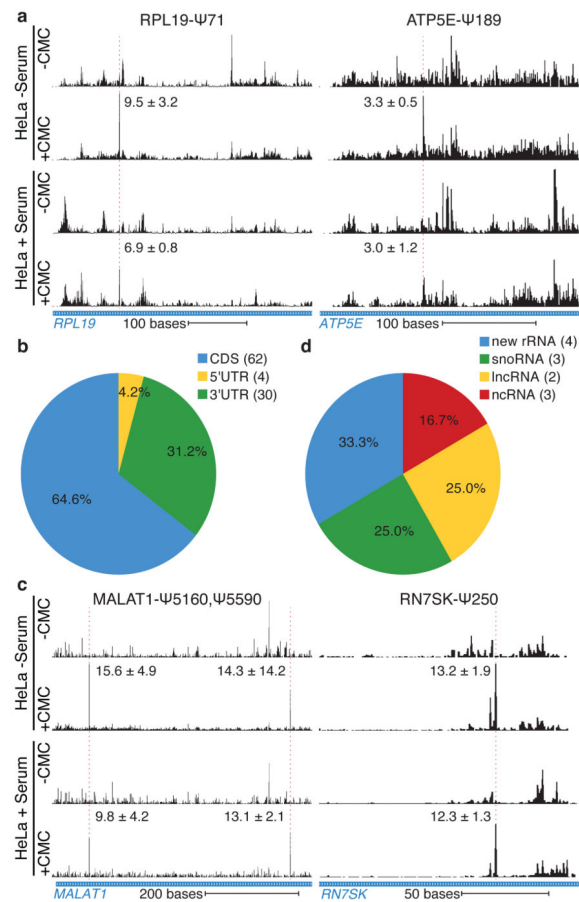 a
RPL19-Ψ71
ATP5E-Ψ189
HeLa -Serum
-CMC
+CMC
9.5 ± 3.2
3.3 ± 0.5
HeLa + Serum
-CMC
+CMC
6.9 ± 0.8
3.0 ± 1.2
RPL19
100 bases
ATP5E
100 bases
b
CDS (62)
5'UTR (4)
3'UTR (30)
4.2%
31.2%
64.6%
d
new rRNA (4)
snoRNA (3)
lncRNA (2)
ncRNA (3)
16.7%
33.3%
25.0%
25.0%
c
MALAT1-Ψ5160,Ψ5590
RN7SK-Ψ250
HeLa -Serum
-CMC
+CMC
15.6 ± 4.9
14.3 ± 14.2
13.2 ± 1.9
HeLa + Serum
-CMC
+CMC
9.8 ± 4.2
13.1 ± 2.1
12.3 ± 1.3
MALAT1
200 bases
RN7SK
50 bases